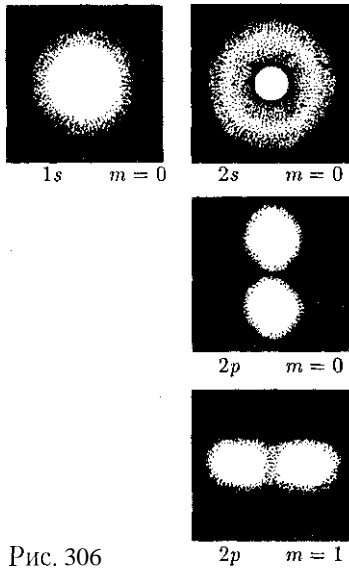 1s m = 0
2s m = 0
2p m = 0
2p m = 1
Рис. 306